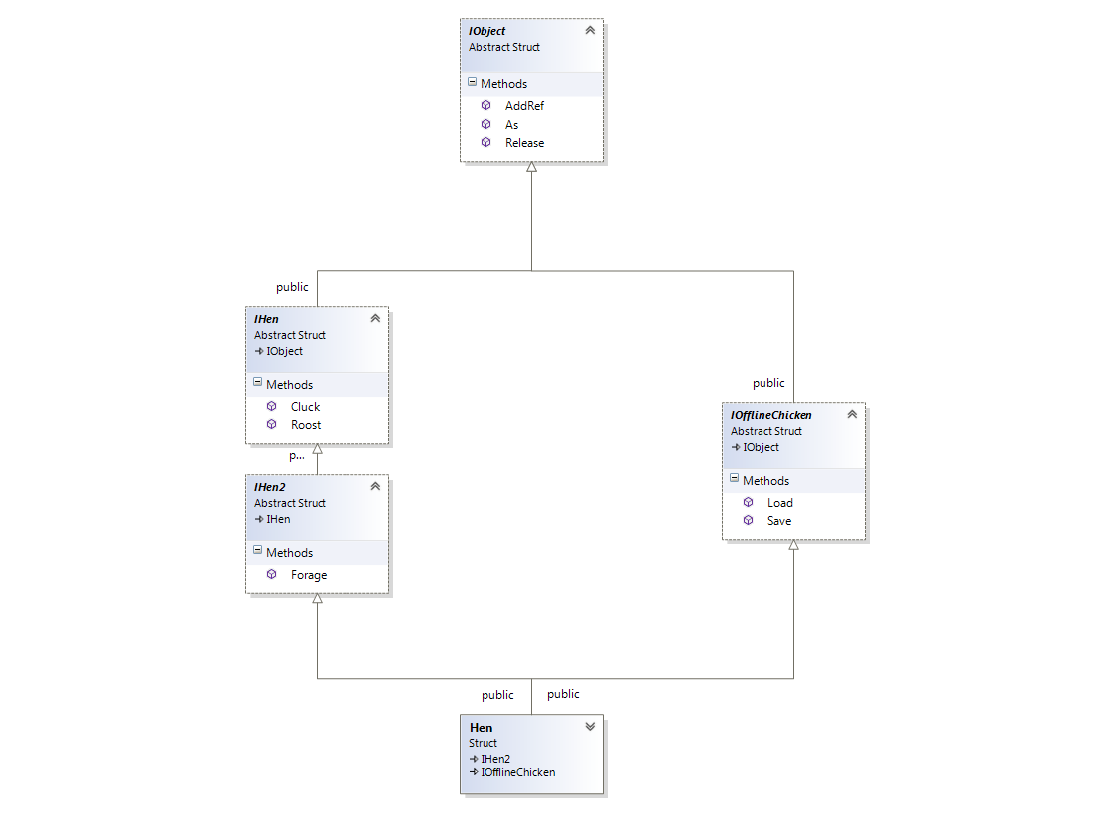 IObject
Abstract Struct
Methods
AddRef
As
Release
public
IHen
Abstract Struct
IObject
Methods
Cluck
Roost
p...
IHen2
Abstract Struct
IHen
Methods
Forage
public
IOfflineChicken
Abstract Struct
IObject
Methods
Load
Save
public public
Hen
Struct
IHen2
IOfflineChicken